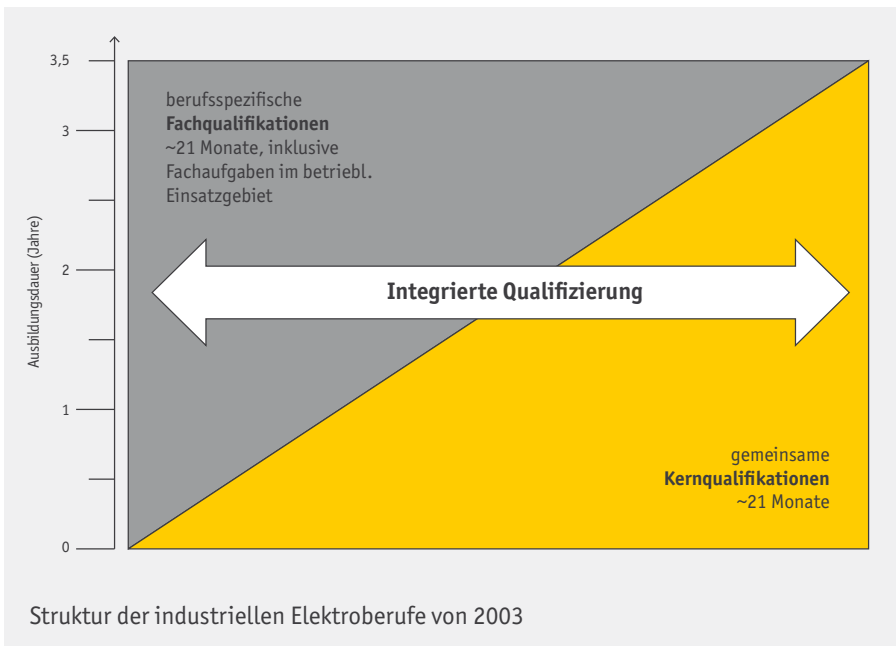 3,5
berufsspezifische
Fachqualifikationen
~21 Monate, inklusive
Fachaufgaben im betriebl.
Einsatzgebiet
3
Ausbildungsdauer (Jahre)
2
Integrierte Qualifizierung
1
gemeinsame
Kernqualifikationen
~21 Monate
0
Struktur der industriellen Elektroberufe von 2003